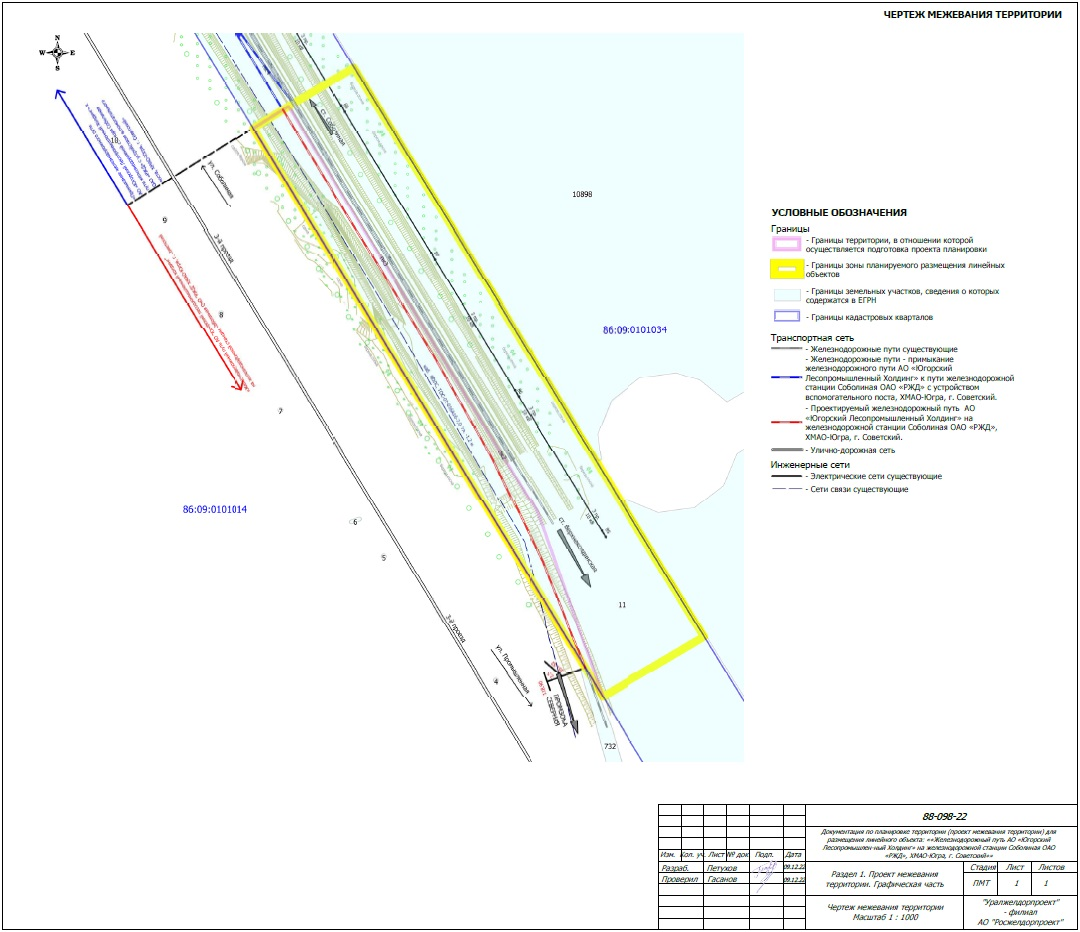 ЧЕРТЕЖ МЕЖЕВАНИЯ ТЕРРИТОРИИ
N
W
E
S
10
ул. Соболиная
ст. Соболиная
9
3-й проезд
8
7
10898
86:09:0101034
86:09:0101014
6
5
3-й проезд
ул. Промышленная
4
ст. Верхнекондинская
11
ПРОМЗОНА
СЕВЕРНАЯ
732
УСЛОВНЫЕ ОБОЗНАЧЕНИЯ
Границы
- Границы территории, в отношении которой
осуществляется подготовка проекта планировки
- Границы зоны планируемого размещения линейных
объектов
- Границы земельных участков, сведения о которых
содержатся в ЕГРН
- Границы кадастровых кварталов
Транспортная сеть
- Железнодорожные пути существующие
- Железнодорожные пути - примыкание
железнодорожного пути АО «Югорский
Лесопромышленный Холдинг» к пути железнодорожной
станции Соболиная ОАО «РЖД» с устройством
вспомогательного поста, ХМАО-Югра, г. Советский.
- Проектируемый железнодорожный путь АО
«Югорский Лесопромышленный Холдинг» на
железнодорожной станции Соболиная ОАО «РЖД»,
ХМАО-Югра, г. Советский.
- Улично-дорожная сеть
Инженерные сети
- Электрические сети существующие
- Сети связи существующие
88-098-22
Документация по планировке территории (проект межевания территории) для
размещения линейного объекта: ««Железнодорожный путь АО «Югорский
Лесопромышлен-ный Холдинг» на железнодорожной станции Соболиная ОАО
«РЖД», ХМАО-Югра, г. Советский»»
Изм. Кол. уч. Лист № док Подп. Дата
Разраб. Петухов 09.12.22
Проверил Гасанов 09.12.22
Раздел 1. Проект межевания
территории. Графическая часть
Стадия Лист Листов
ПМТ 1 1
Чертеж межевания территории
Масштаб 1 : 1000
"Уралжелдорпроект"
- филиал
АО "Росжелдорпроект"